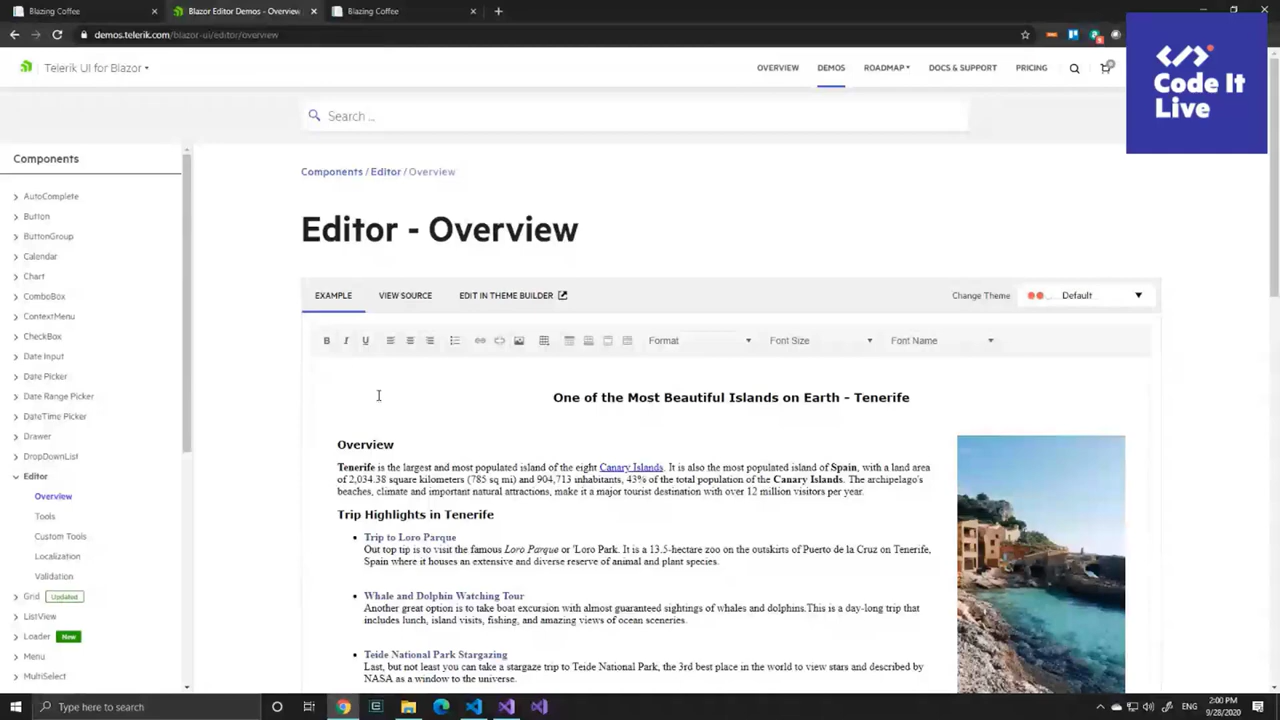 Blazing Coffee
Blazor Editor Demos - Overview
Blazing Coffee
demos.telerik.com/blazor-ui/editor/overview
Telerik UI for Blazor
OVERVIEW
DEMOS
ROADMAP
DOCS & SUPPORT
PRICING
Code It
Live
Search ...
Components
AutoComplete
Button
ButtonGroup
Calendar
Chart
ComboBox
ContextMenu
CheckBox
Date Input
Date Picker
Date Range Picker
DateTime Picker
Drawer
DropDownList
Editor
Overview
Tools
Custom Tools
Localization
Validation
Grid Updated
ListView
Loader New
Menu
MultiSelect
Components / Editor / Overview
Editor - Overview
EXAMPLE
VIEW SOURCE
EDIT IN THEME BUILDER
Change Theme
Default
B I U
Format
Font Size
Font Name
One of the Most Beautiful Islands on Earth - Tenerife
Overview
Tenerife is the largest and most populated island of the eight Canary Islands. It is also the most populated island of Spain, with a land area
of 2,034.38 square kilometers (785 sq mi) and 904,713 inhabitants, 43% of the total population of the Canary Islands. The archipelago's
beaches, climate and important natural attractions, make it a major tourist destination with over 12 million visitors per year.
Trip Highlights in Tenerife
Trip to Loro Parque
Out top tip is to visit the famous Loro Parque or 'Loro Park. It is a 13.5-hectare zoo on the outskirts of Puerto de la Cruz on Tenerife,
Spain where it houses an extensive and diverse reserve of animal and plant species.
Whale and Dolphin Watching Tour
Another great option is to take boat excursion with almost guaranteed sightings of whales and dolphins.This is a day-long trip that
includes lunch, island visits, fishing, and amazing views of ocean sceneries.
Teide National Park Stargazing
Last, but not least you can take a stargaze trip to Teide National Park, the 3rd best place in the world to view stars and described by
NASA as a window to the universe.
Type here to search
ENG
2:00 PM
9/28/2020